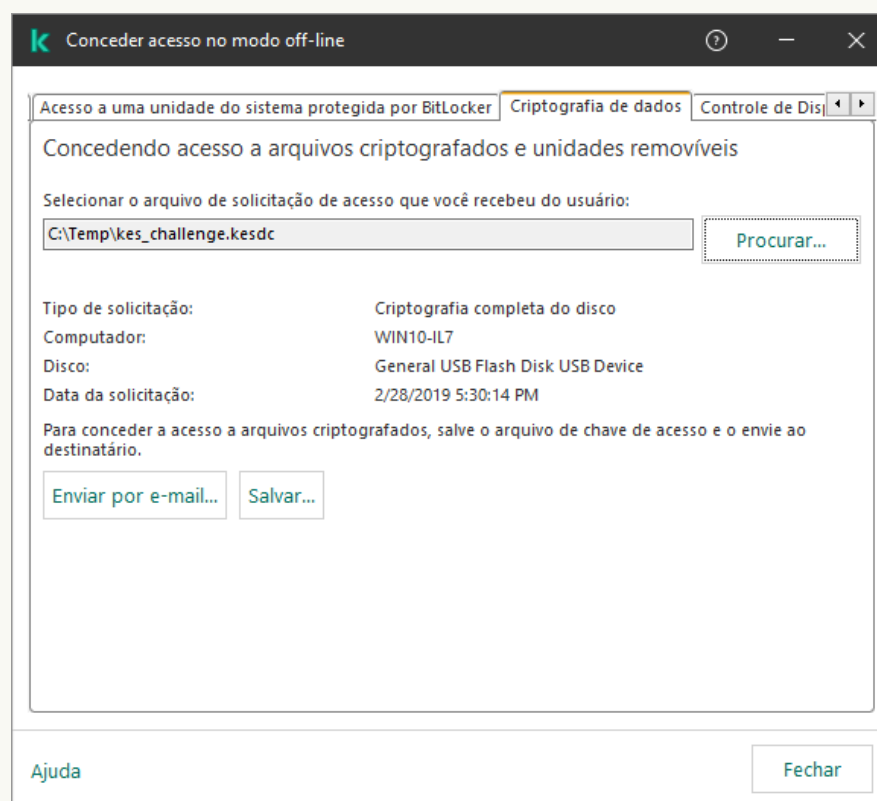 Conceder acesso no modo off-line
Acesso a uma unidade do sistema protegida por BitLocker Criptografia de dados Controle de
Concedendo acesso a arquivos criptografados e unidades removíveis
Selecionar o arquivo de solicitação de acesso que você recebeu do usuário:
C:\Temp\kes_challenge.kesdc Procurar...
Tipo de solicitação: Criptografia completa do disco
Computador: WIN10-IL7
Disco: General USB Flash Disk USB Device
Data da solicitação: 2/28/2019 5:30:14 PM
Para conceder a acesso a arquivos criptografados, salve o arquivo de chave de acesso e o envie ao
destinatário.
Enviar por e-mail... Salvar...
Ajuda Fechar